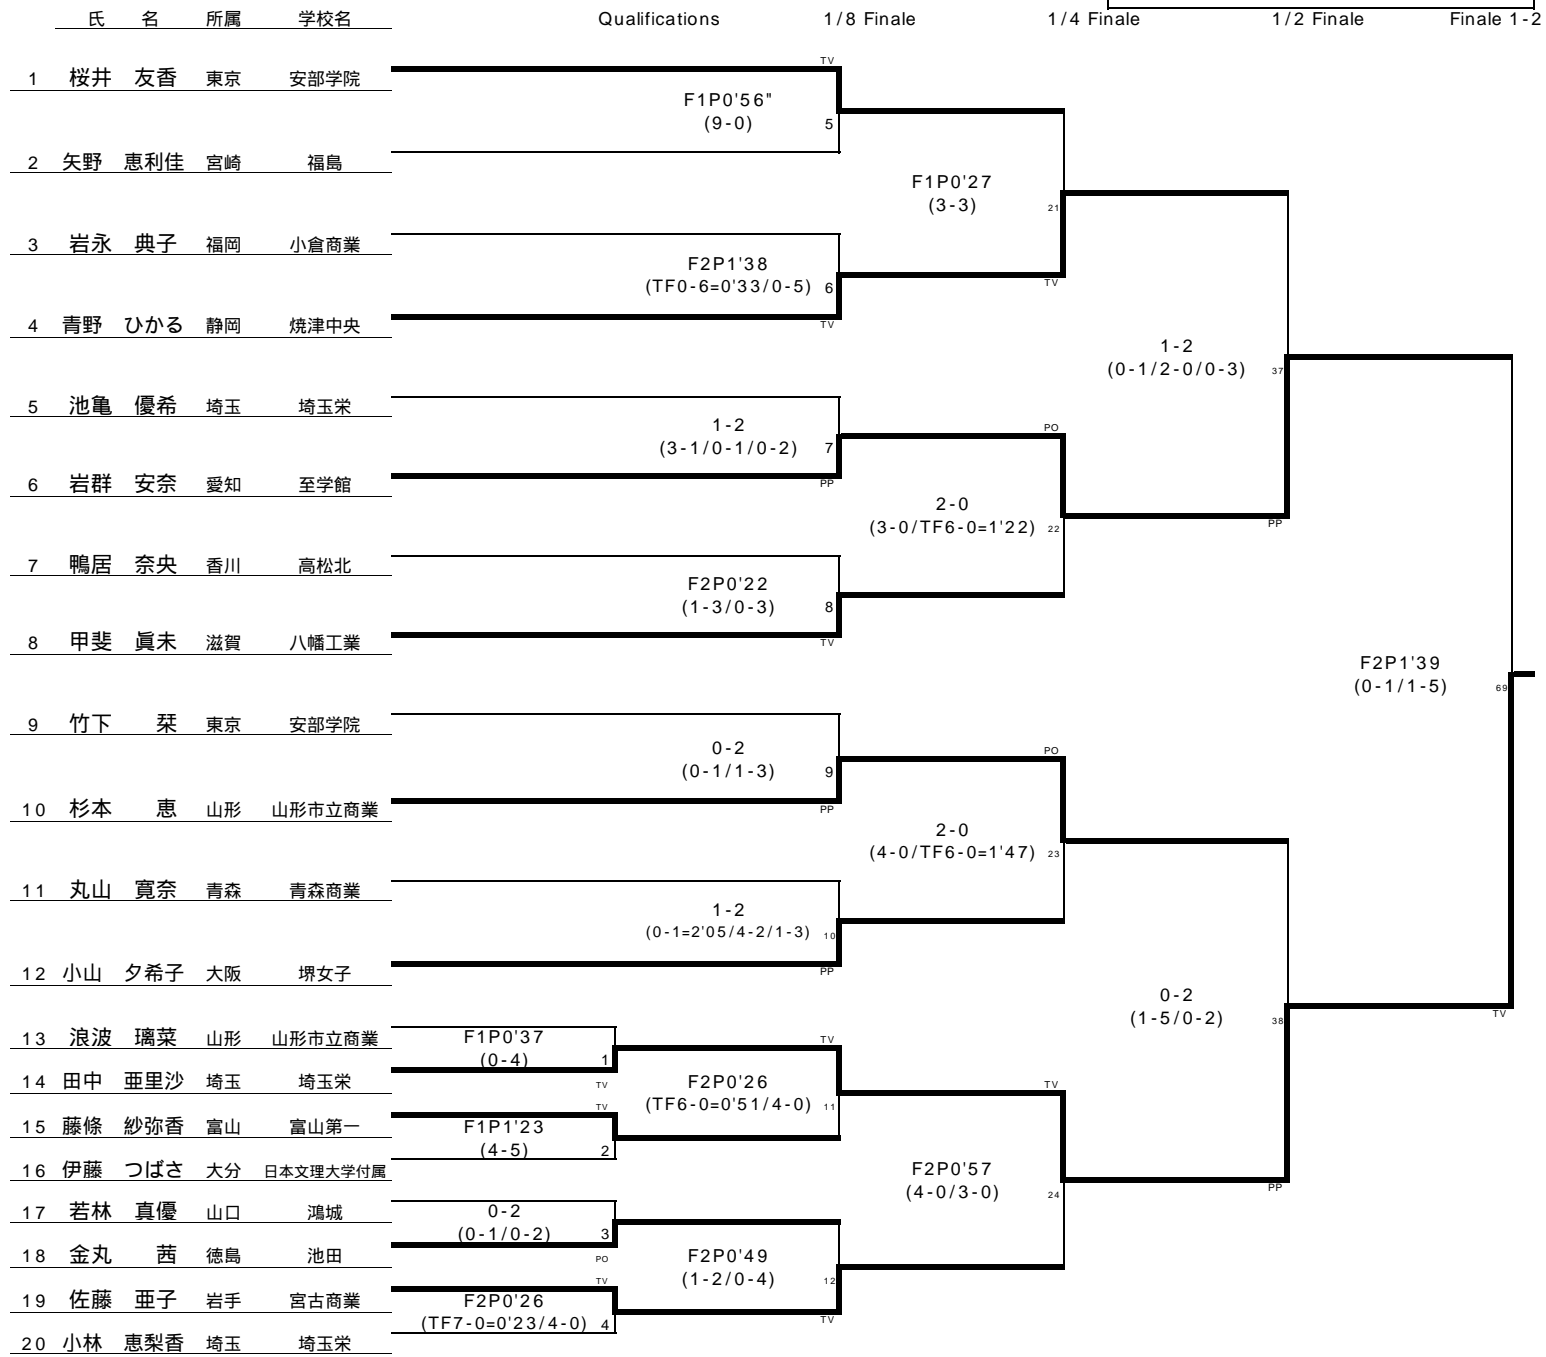 氏 名 所属 学校名 Qualifications 1/8 Finale 1/4 Finale 1/2 Finale Finale 1-2
TV
1 桜井 友香 東京 安部学院
F1P0'56"
(9-0) 5
2 矢野 恵利佳 宮崎 福島
F1P0'27
(3-3) 21
3 岩永 典子 福岡 小倉商業
F2P1'38
(TF0-6=0'33/0-5) 6
TV
4 青野 ひかる 静岡 焼津中央
TV
1-2
(0-1/2-0/0-3) 37
5 池亀 優希 埼玉 埼玉栄
1-2
(3-1/0-1/0-2) 7
PO
6 岩群 安奈 愛知 至学館
PP
2-0
(3-0/TF6-0=1'22) 22
PP
7 鴨居 奈央 香川 高松北
F2P0'22
(1-3/0-3) 8
8 甲斐 眞未 滋賀 八幡工業
TV
F2P1'39
(0-1/1-5) 69
9 竹下 栞 東京 安部学院
0-2
(0-1/1-3) 9
PO
10 杉本 恵 山形 山形市立商業
PP
2-0
(4-0/TF6-0=1'47) 23
11 丸山 寛奈 青森 青森商業
1-2
(0-1=2'05/4-2/1-3) 10
12 小山 夕希子 大阪 堺女子
PP
0-2
(1-5/0-2) 38
TV
13 浪波 璃菜 山形 山形市立商業
F1P0'37
(0-4) 1
TV
14 田中 亜里沙 埼玉 埼玉栄
TV
F2P0'26
(TF6-0=0'51/4-0) 11
TV
TV
15 藤條 紗弥香 富山 富山第一
F1P1'23
(4-5) 2
16 伊藤 つばさ 大分 日本文理大学付属
F2P0'57
(4-0/3-0) 24
PP
17 若林 真優 山口 鴻城
0-2
(0-1/0-2) 3
18 金丸 茜 徳島 池田
PO
F2P0'49
(1-2/0-4) 12
TV
19 佐藤 亜子 岩手 宮古商業
F2P0'26
(TF7-0=0'23/4-0) 4
TV
20 小林 恵梨香 埼玉 埼玉栄